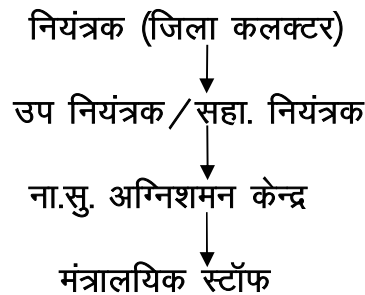 नियंत्रक (जिला कलक्टर)
उप नियंत्रक/सहा. नियंत्रक
ना.सु. अग्निशमन केन्द्र
मंत्रालयिक स्टॉफ